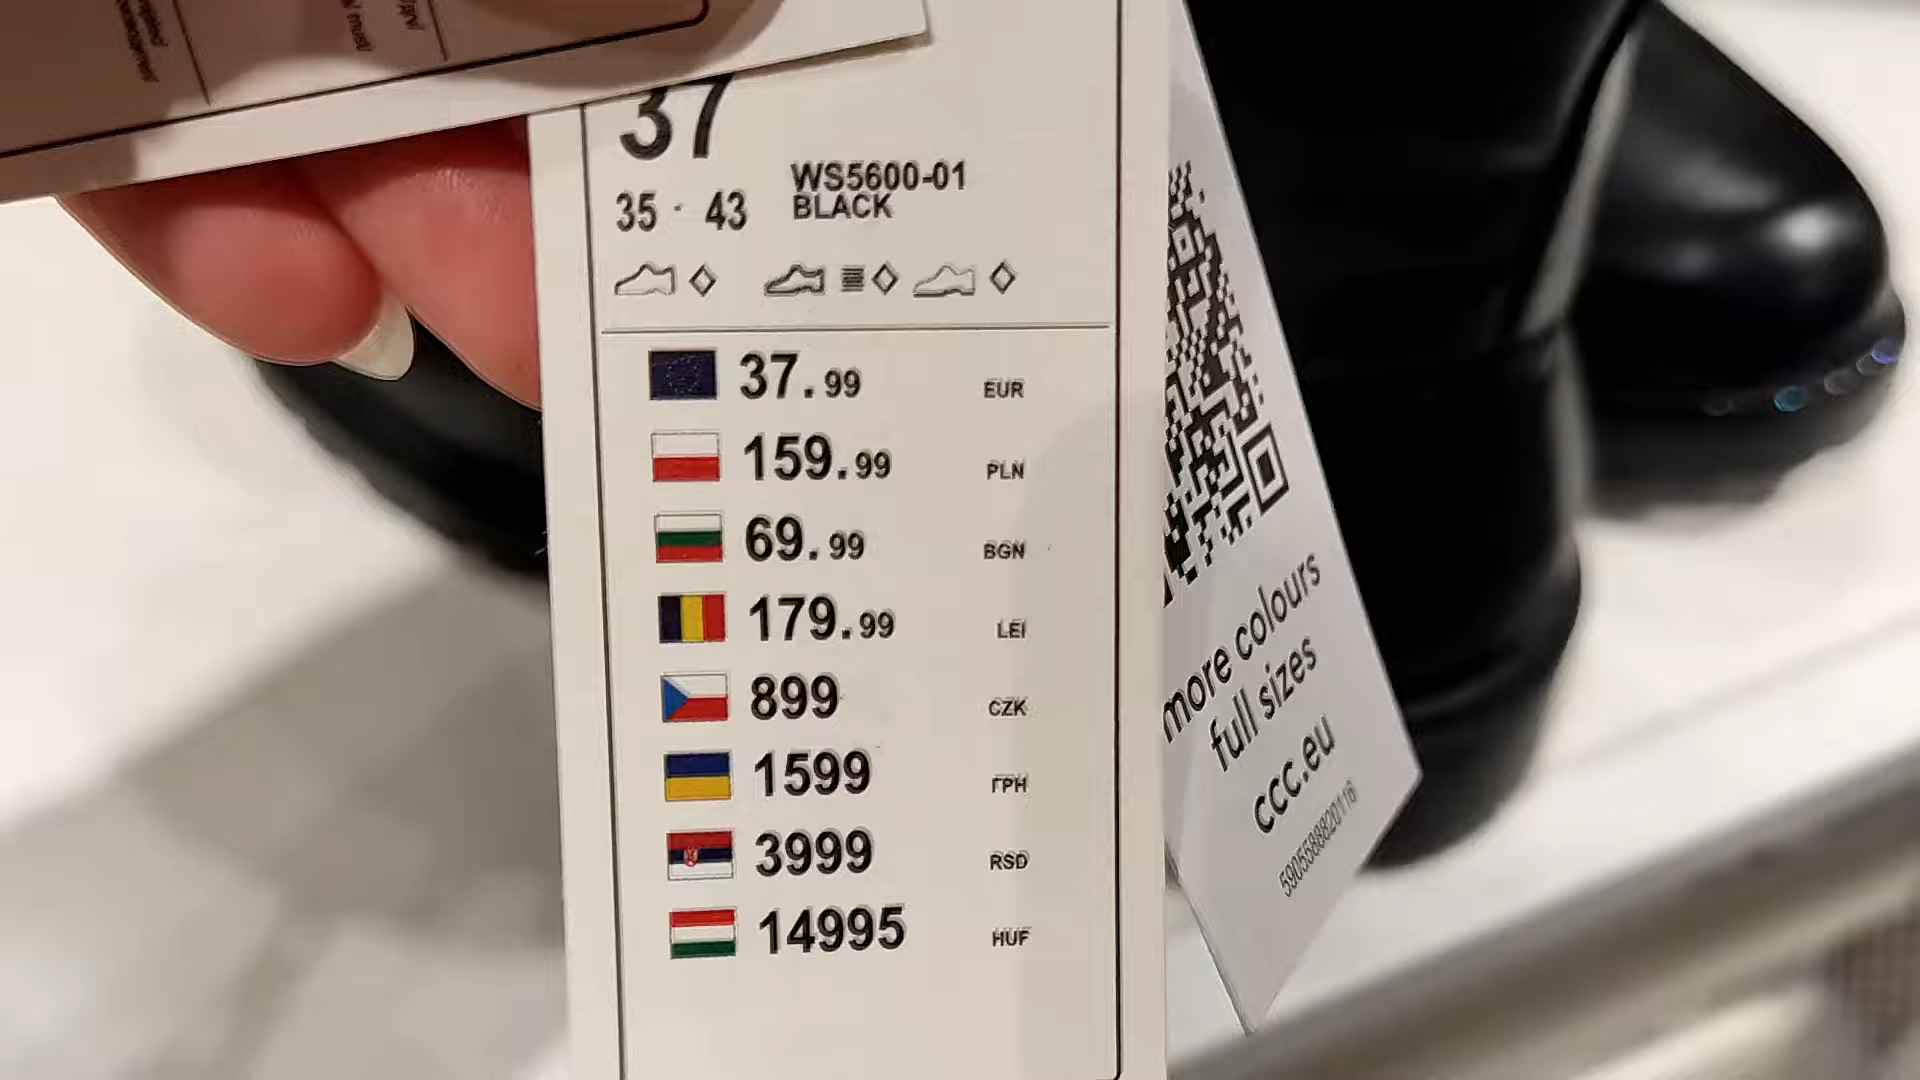 37
35 - 43
WS5600-01
BLACK
37.99 EUR
159.99 PLN
69.99 BGN
179.99 LEI
899 CZK
1599 ГРН
3999 RSD
14995 HUF
more colours
full sizes
ccc.eu